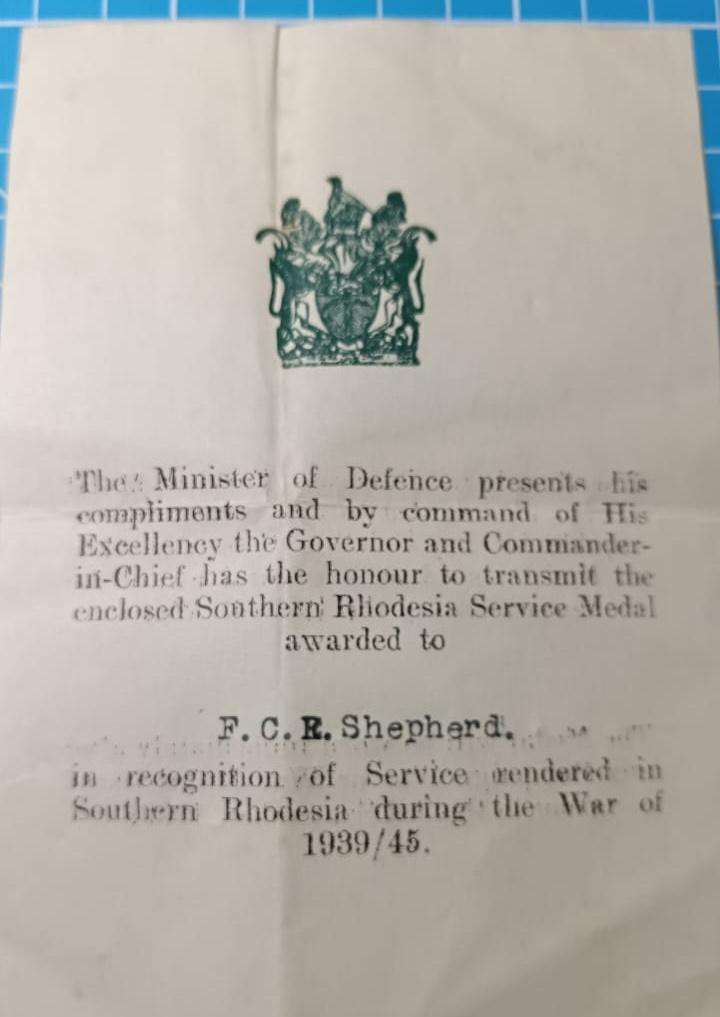 The Minister of Defence presents his
compliments and by command of His
Excellency the Governor and Commander-
in-Chief has the honour to transmit the
enclosed Southern Rhodesia Service Medal
awarded to
F. C. R. Shepherd.
in recognition of Service rendered in
Southern Rhodesia during the War of
1939/45.